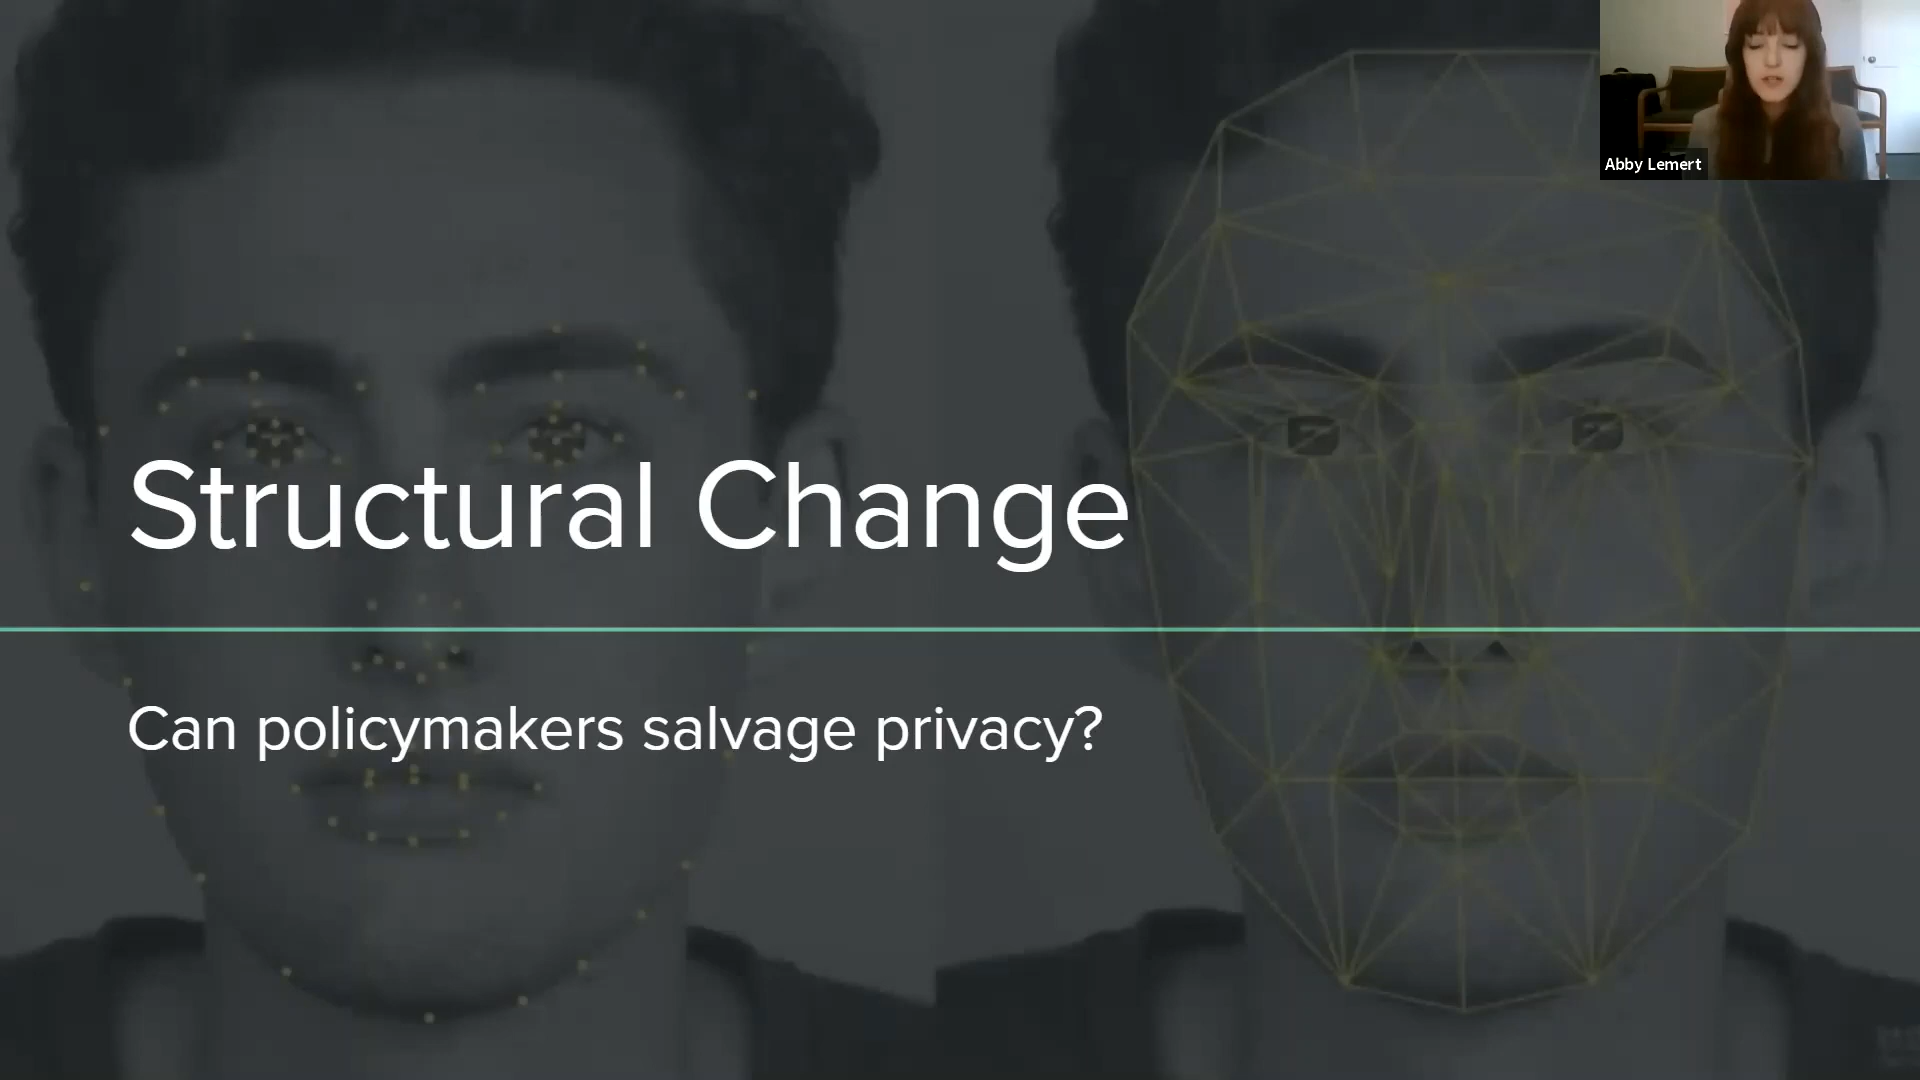 Abby Lemert
Structural Change
Can policymakers salvage privacy?